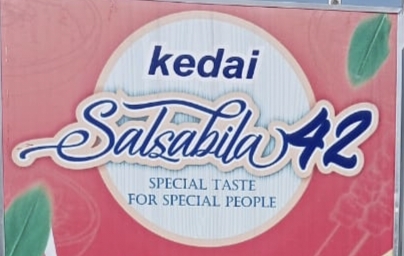 kedai
Salsabila 42
SPECIAL TASTE
FOR SPECIAL PEOPLE